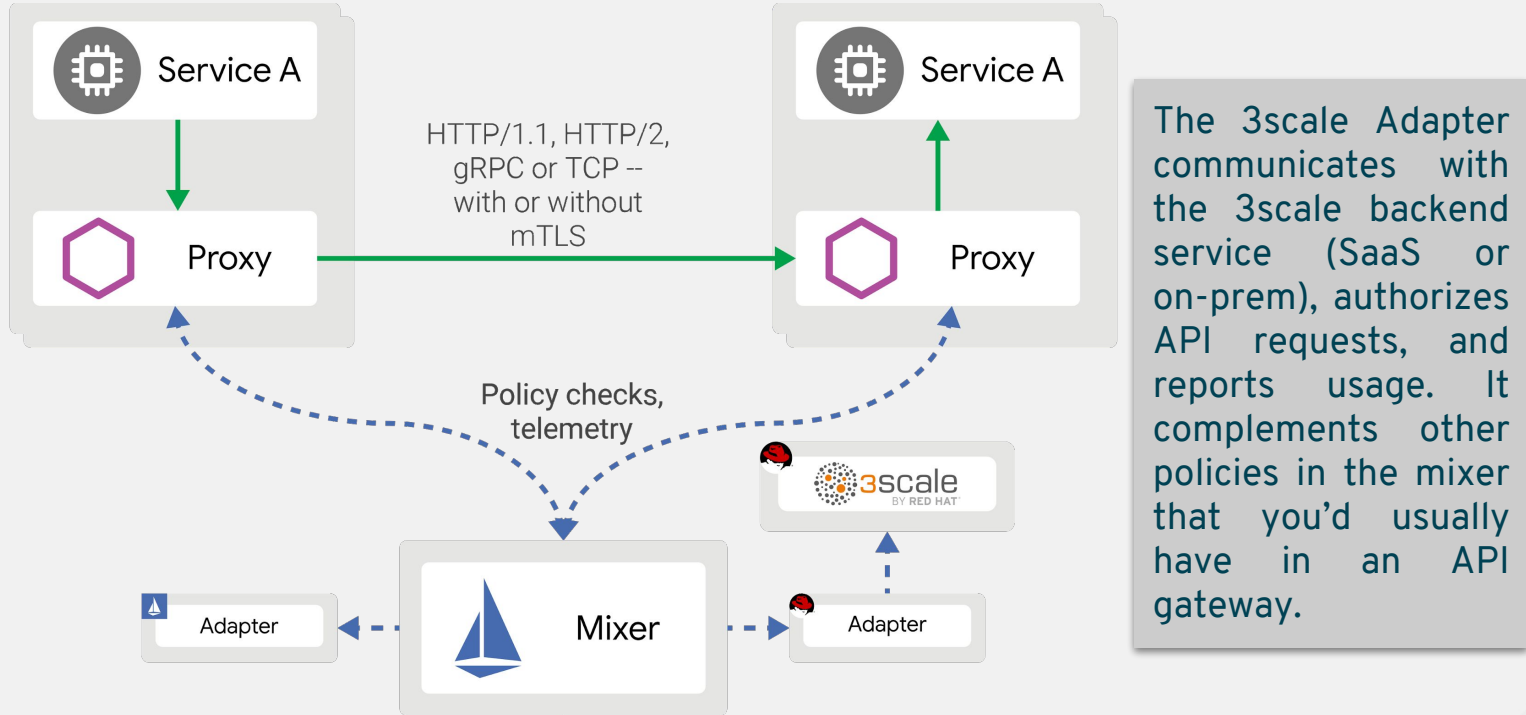 Service A
Proxy
HTTP/1.1, HTTP/2,
gRPC or TCP --
with or without
mTLS
Service A
Proxy
Policy checks,
telemetry
3scale
BY RED HAT
Adapter
Mixer
Adapter
The 3scale Adapter
communicates with
the 3scale backend
service (SaaS or
on-prem), authorizes
API requests, and
reports usage. It
complements other
policies in the mixer
that you'd usually
have in an API
gateway.